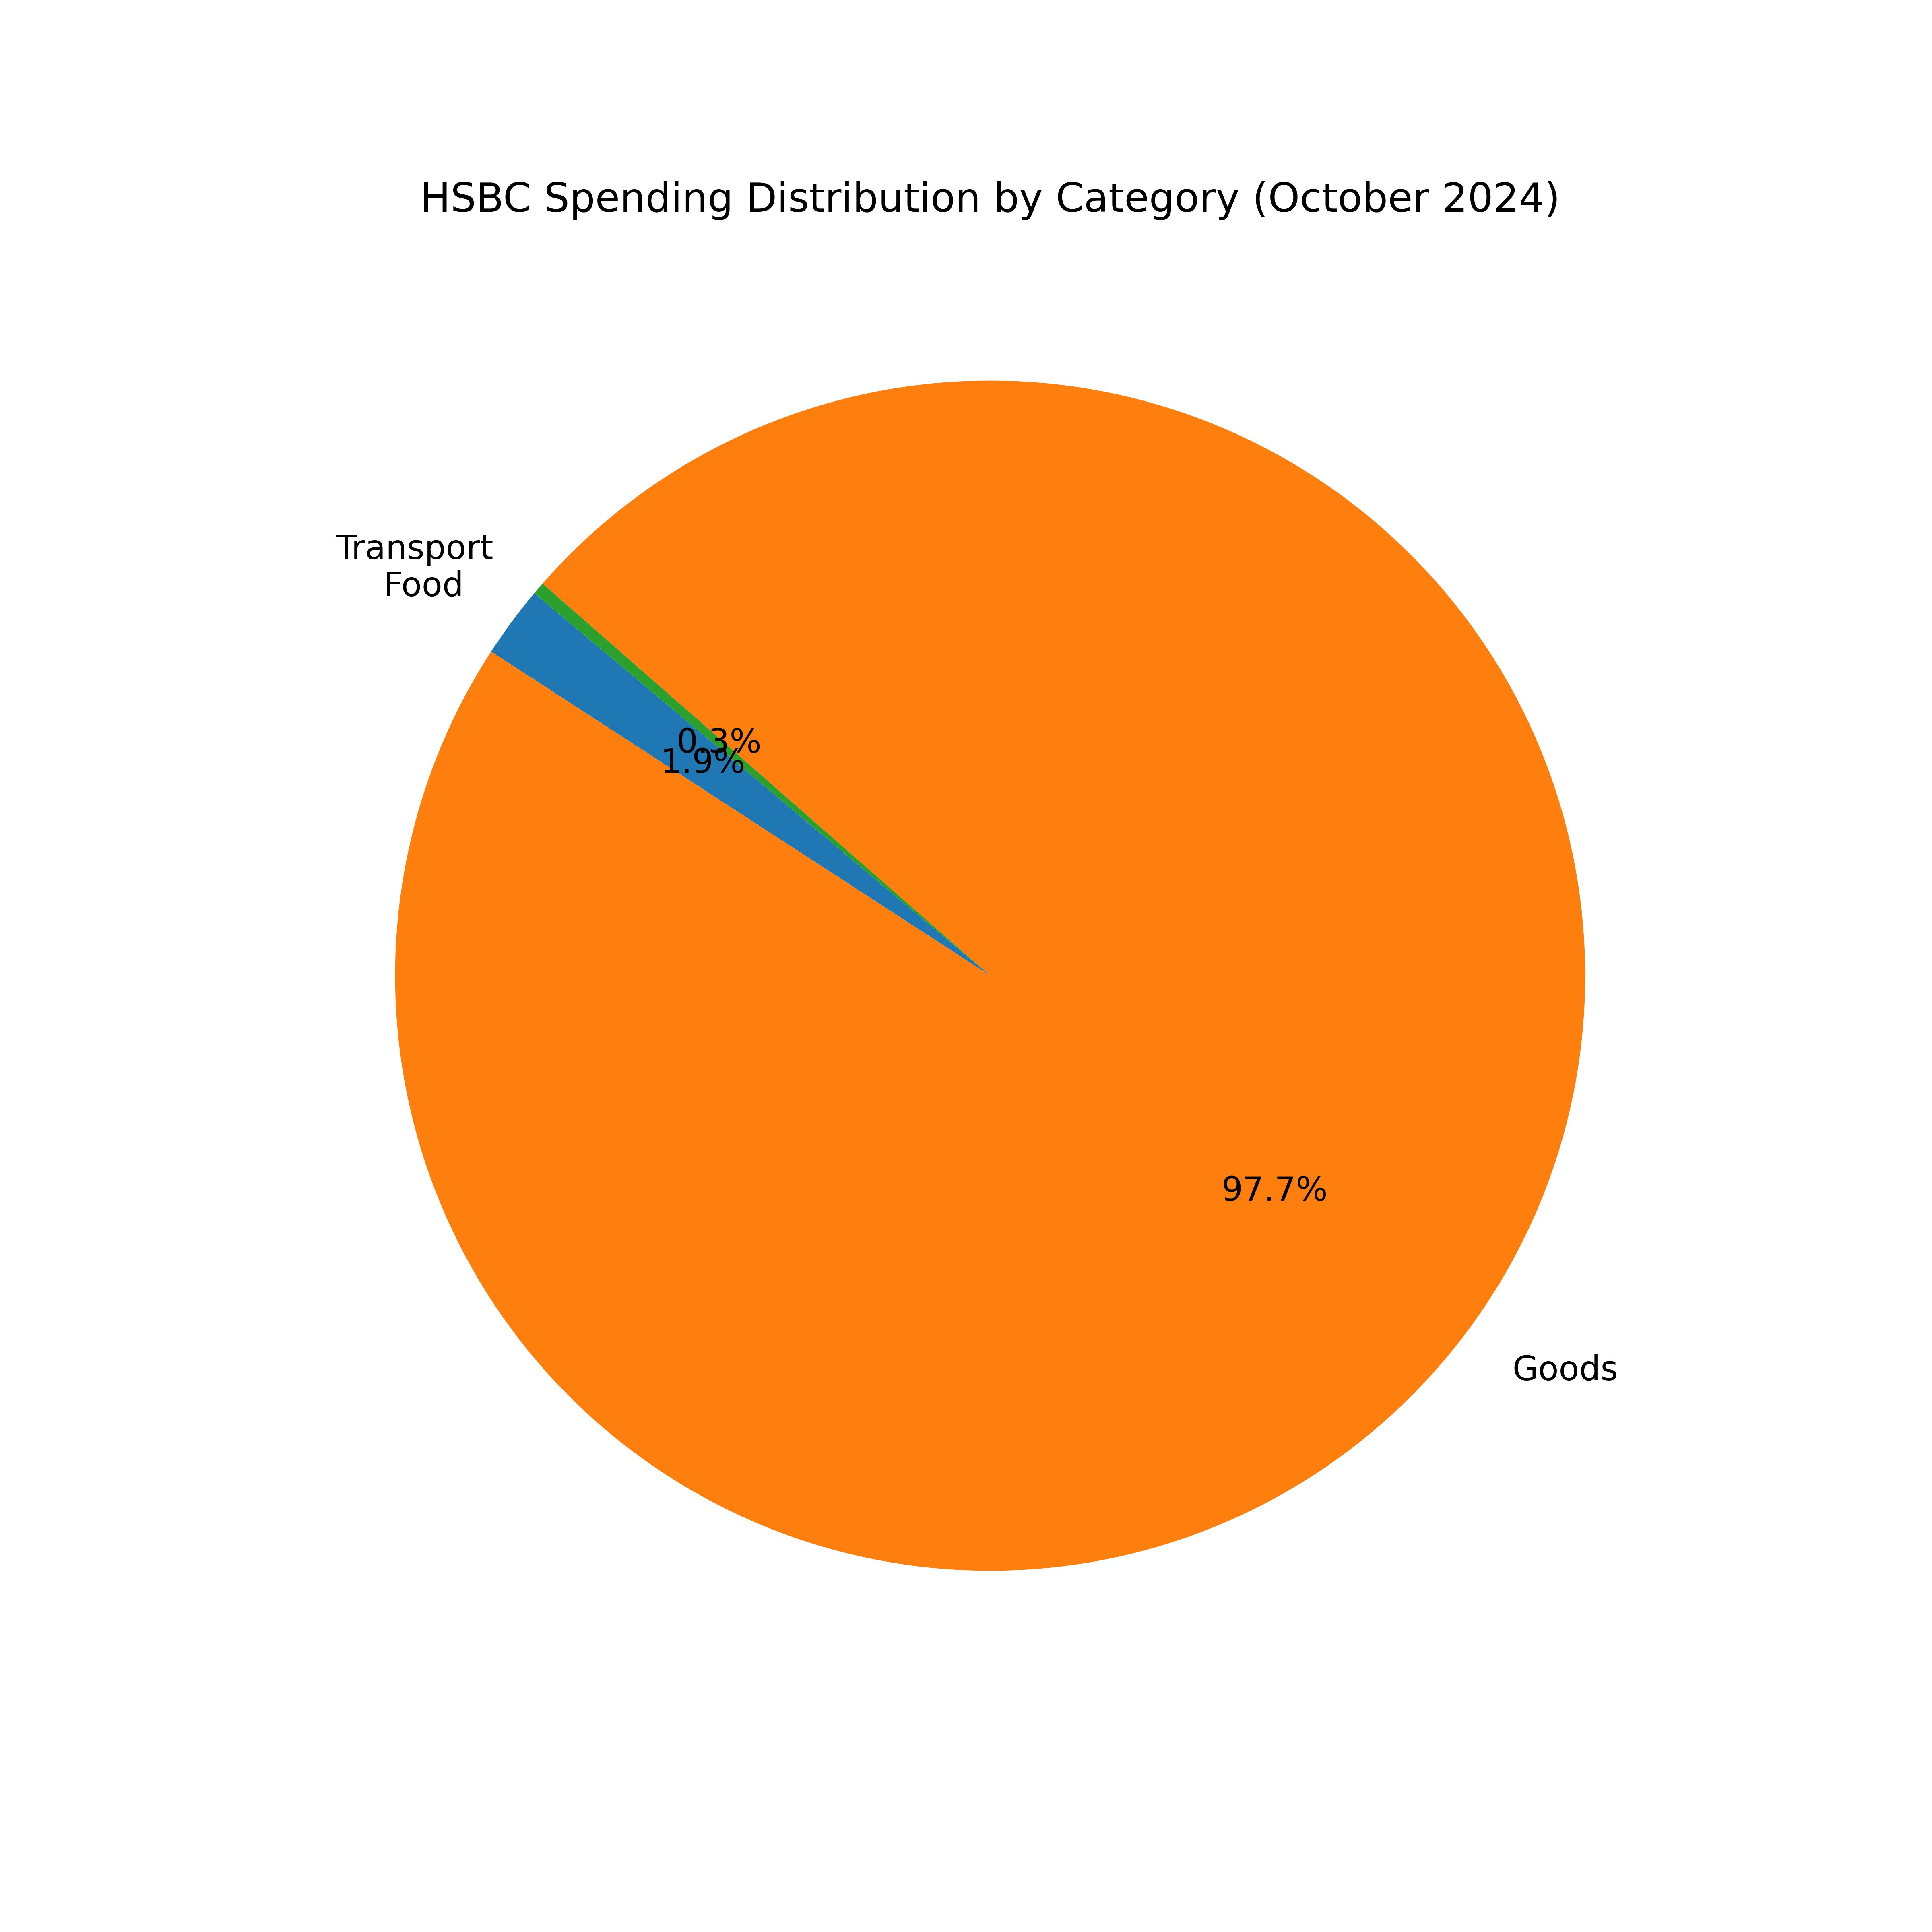 HSBC Spending Distribution by Category (October 2024)
Transport
Food
0.3%
1.9%
97.7%
Goods